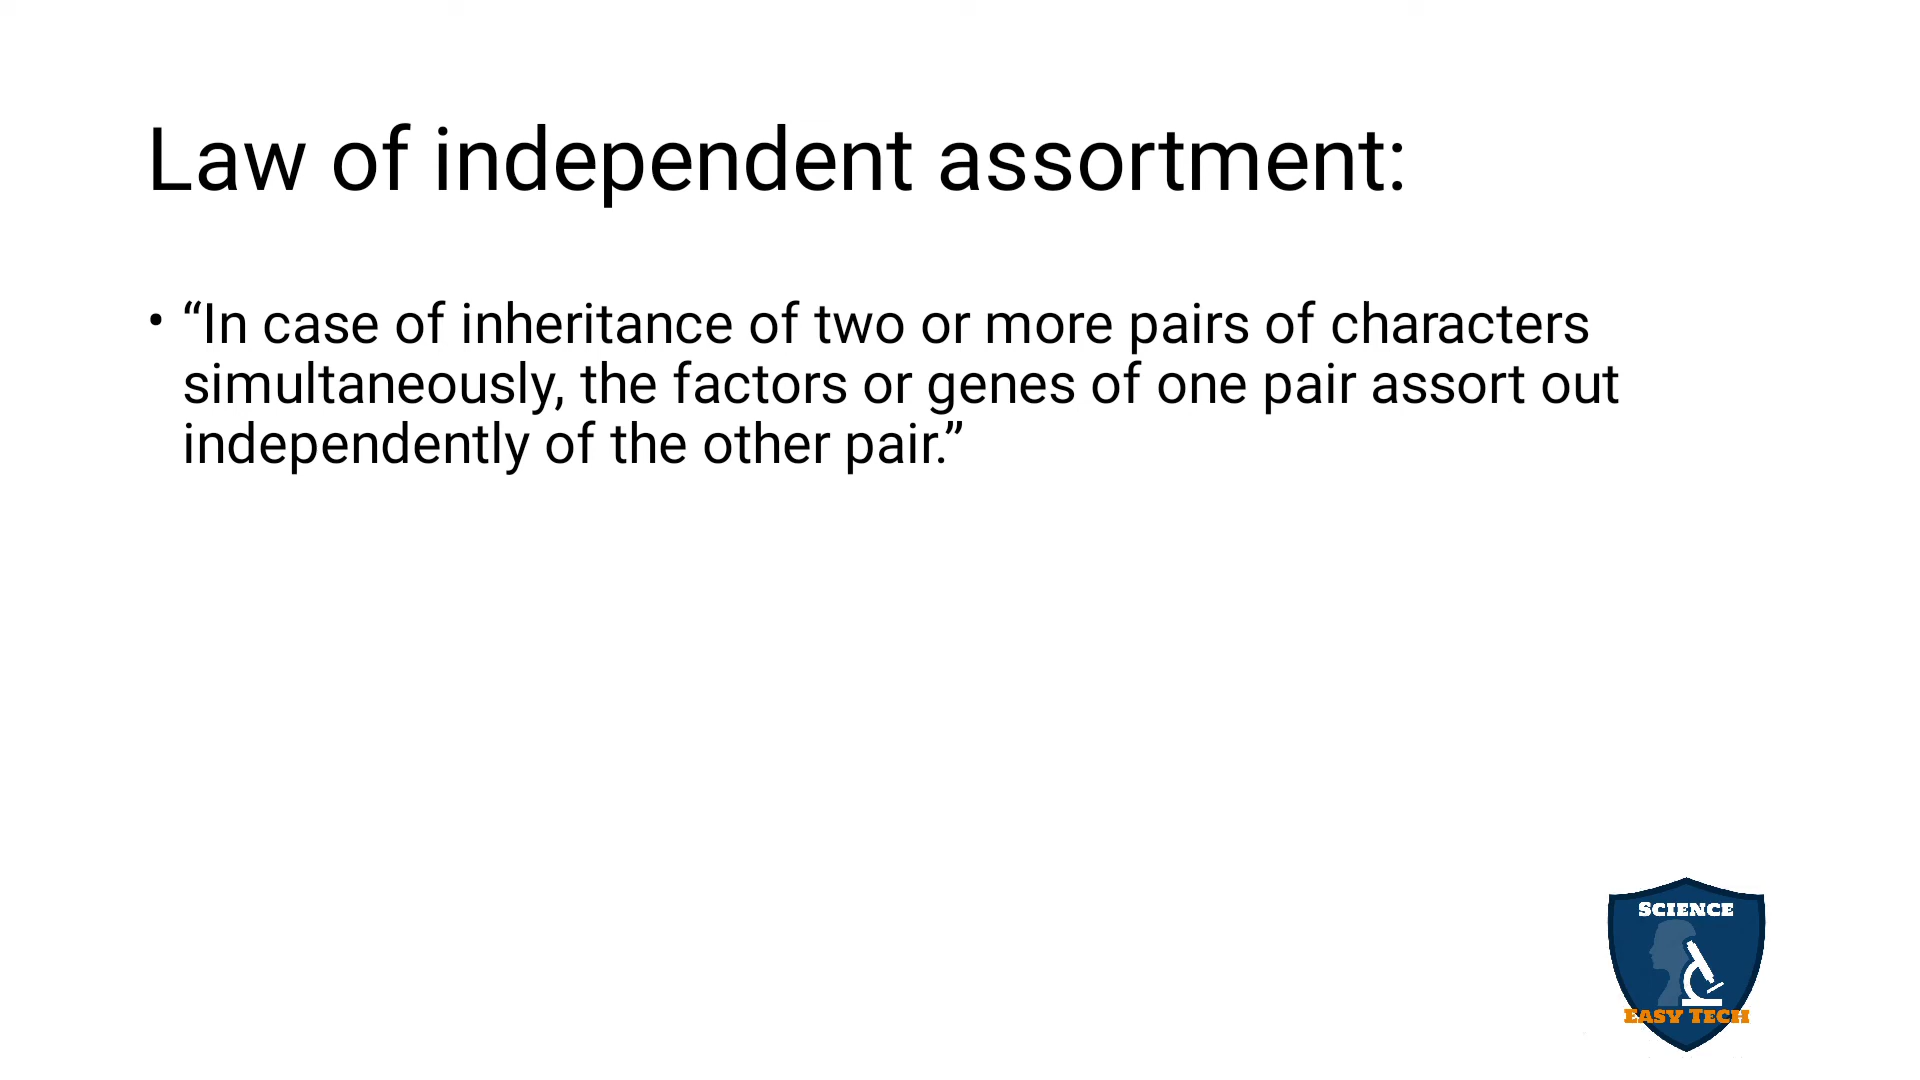 Law of independent assortment:
• “In case of inheritance of two or more pairs of characters
simultaneously, the factors or genes of one pair assort out
independently of the other pair.”
SCIENCE
EASY TECH